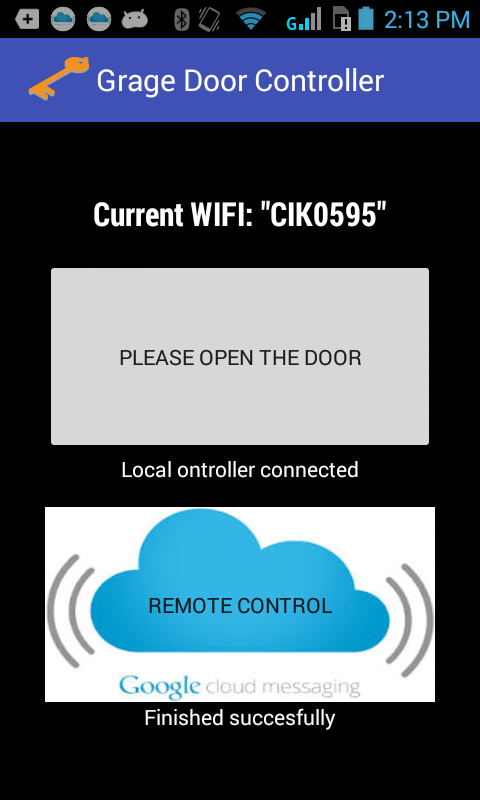 G 2:13 PM
Grage Door Controller
Current WIFI: "CIK0595"
PLEASE OPEN THE DOOR
Local ontroller connected
REMOTE CONTROL
Google cloud messaging
Finished succesfully